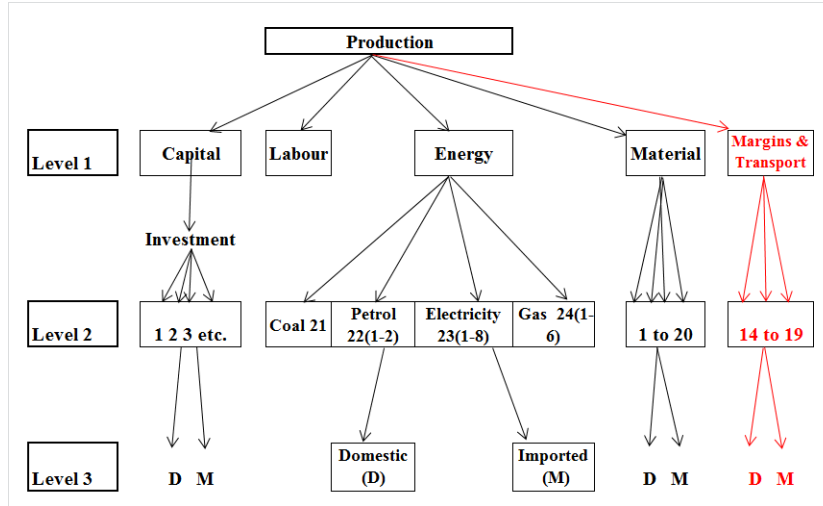 Production
Level 1
Capital
Labour
Energy
Material
Margins &
Transport
Investment
Level 2
1 2 3 etc.
Coal 21
Petrol
22(1-2)
Electricity
23(1-8)
Gas 24(1-
6)
1 to 20
14 to 19
Level 3
D M
Domestic
(D)
Imported
(M)
D M
D M